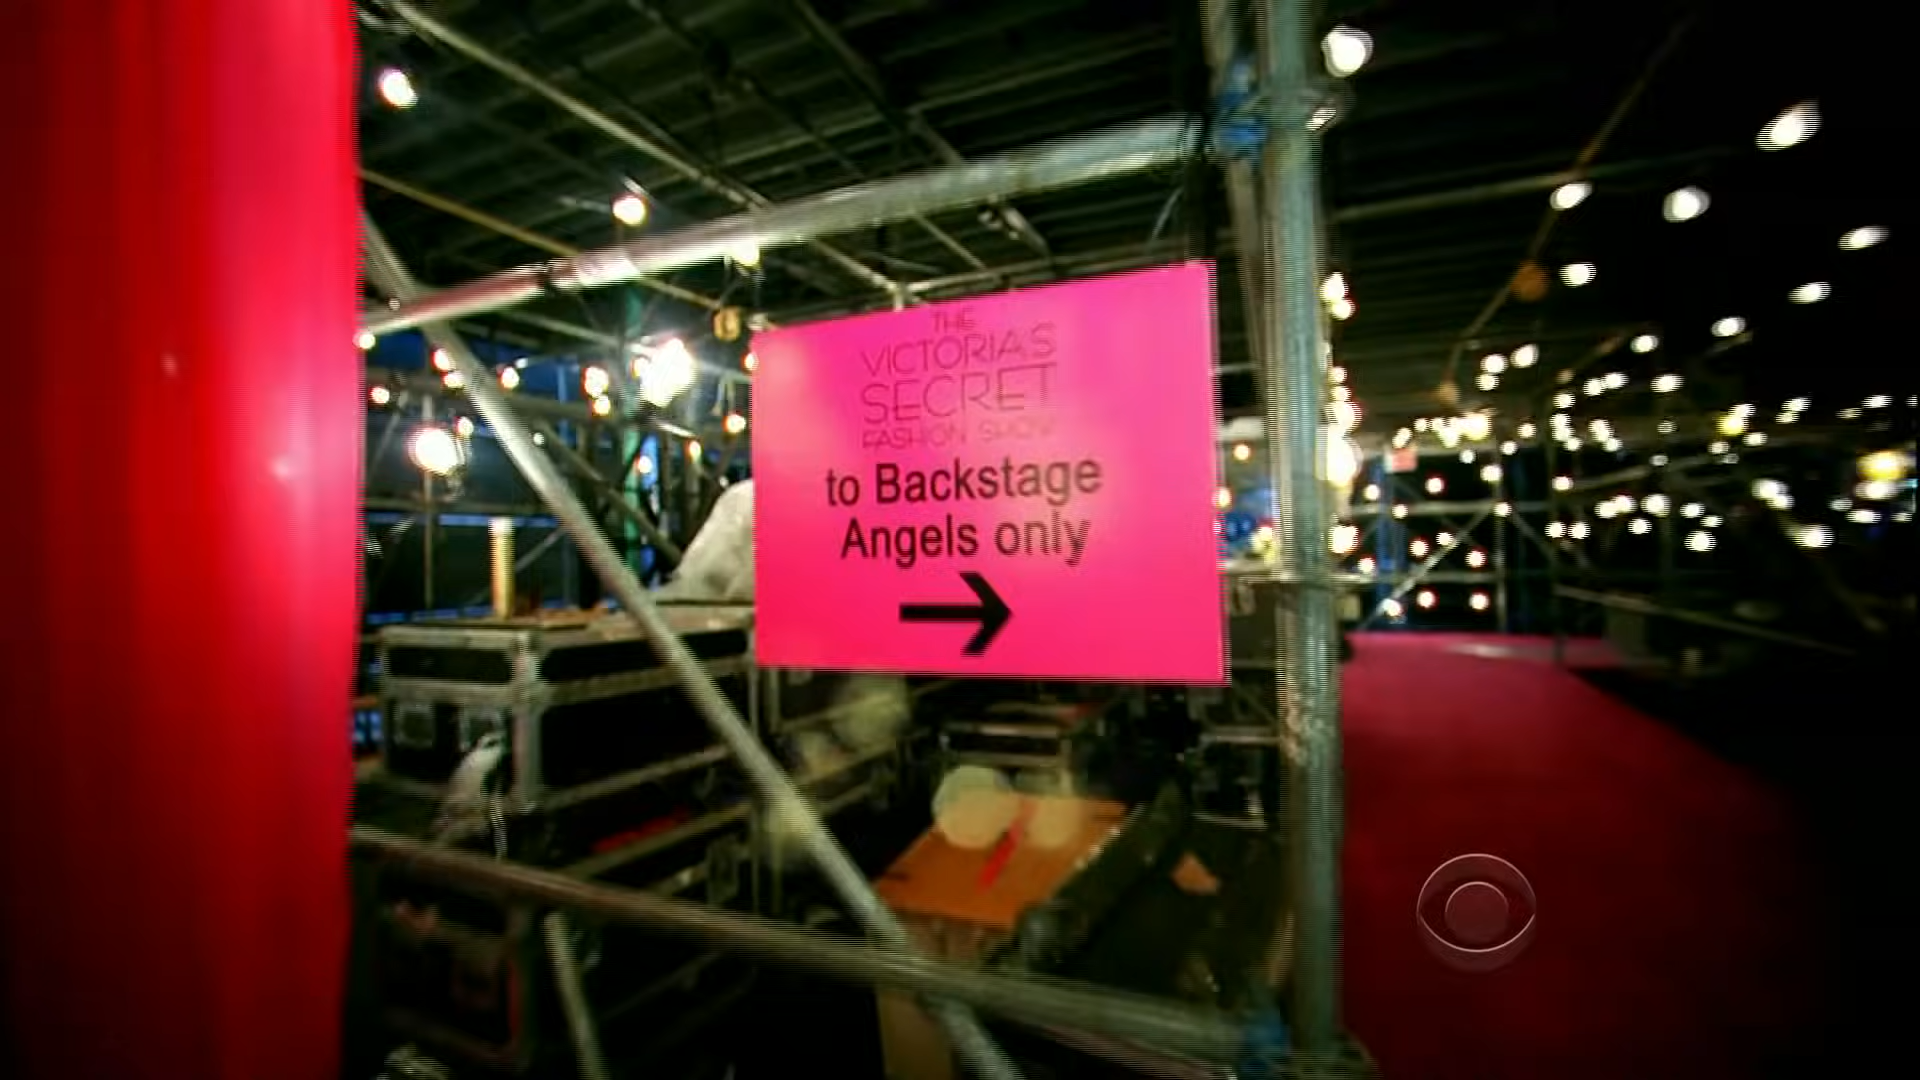 THE
VICTORIA'S
SECRET
FASHION SHOW
to Backstage
Angels only